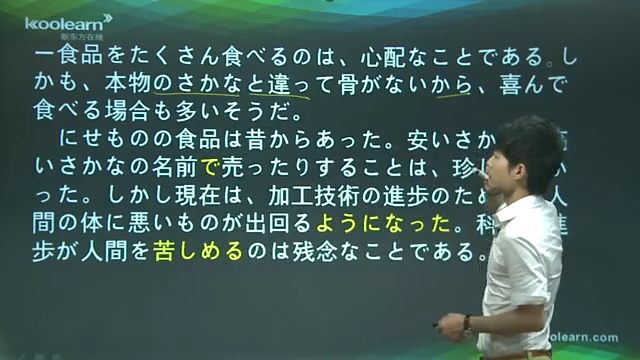 koolearn
新东方在线
一食品をたくさん食べるのは、心配なことである。し
かも、本物のさかなと違って骨がないから、喜んで
食べる場合も多いそうだ。
にせものの食品は昔からあった。安いさか
いさかなの名前で売ったりすることは、珍し
った。しかし現在は、加工技術の進歩のため
間の体に悪いものが出回るようになった。科
歩が人間を苦しめるのは残念なことである。
olearn.com